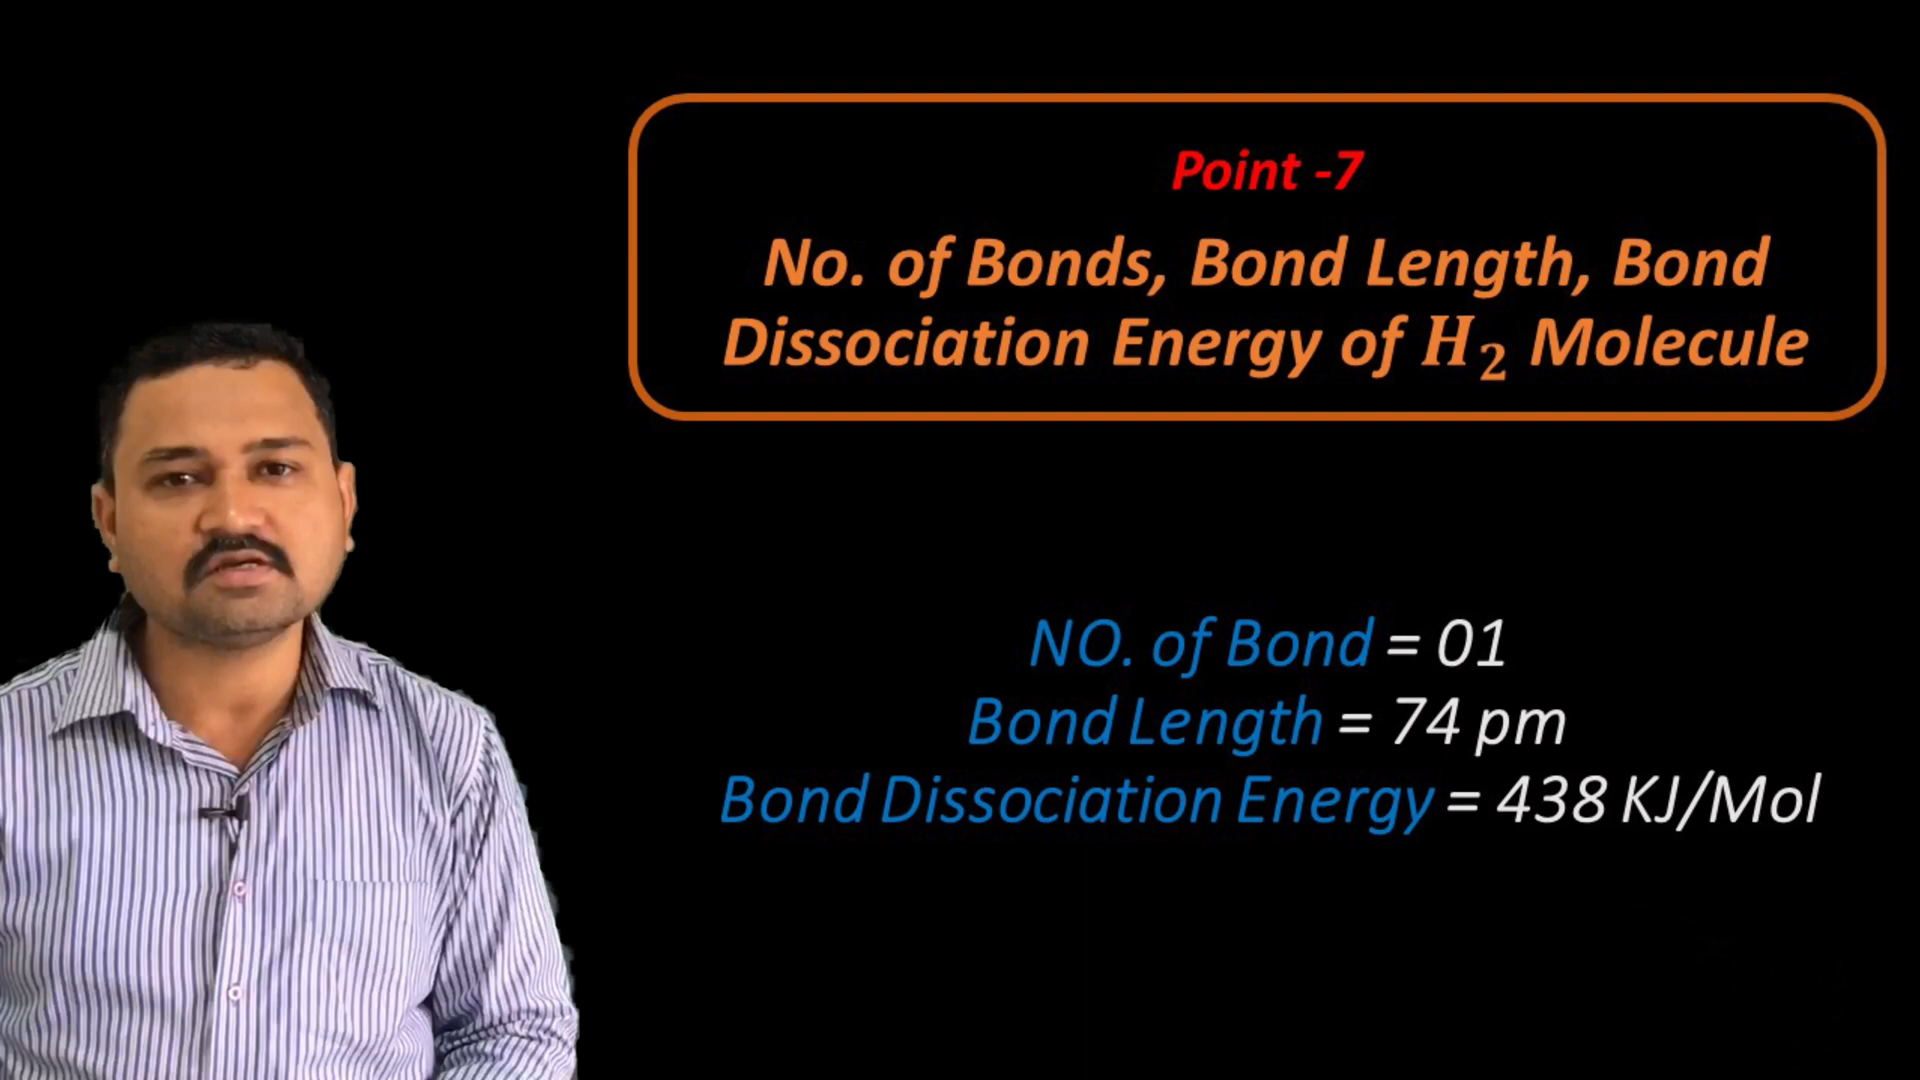 Point -7
No. of Bonds, Bond Length, Bond
Dissociation Energy of H₂ Molecule
NO. of Bond = 01
Bond Length = 74 pm
Bond Dissociation Energy = 438 KJ/Mol